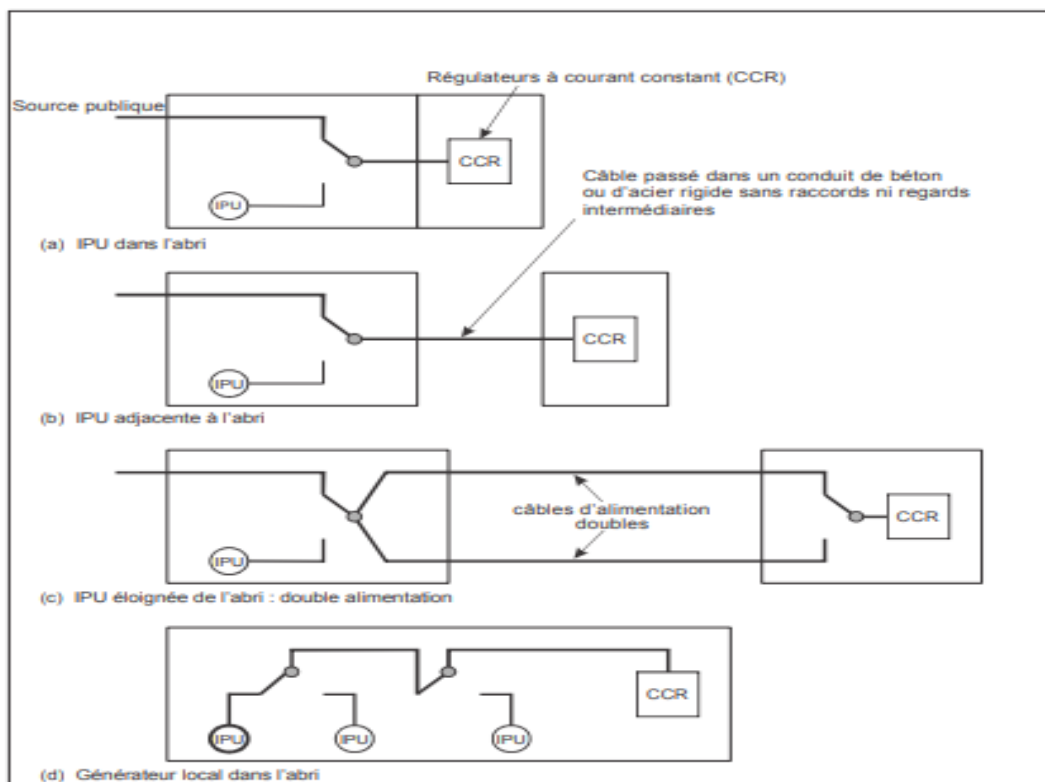 Régulateurs à courant constant (CCR)
Source publique
CCR
IPU
Câble passé dans un conduit de béton
ou d'acier rigide sans raccords ni regards
intermédiaires
(a) IPU dans l'abri
CCR
IPU
(b) IPU adjacente à l'abri
câbles d'alimentation
doubles
CCR
IPU
(c) IPU éloignée de l'abri : double alimentation
CCR
IPU
IPU
IPU
(d) Générateur local dans l'abri